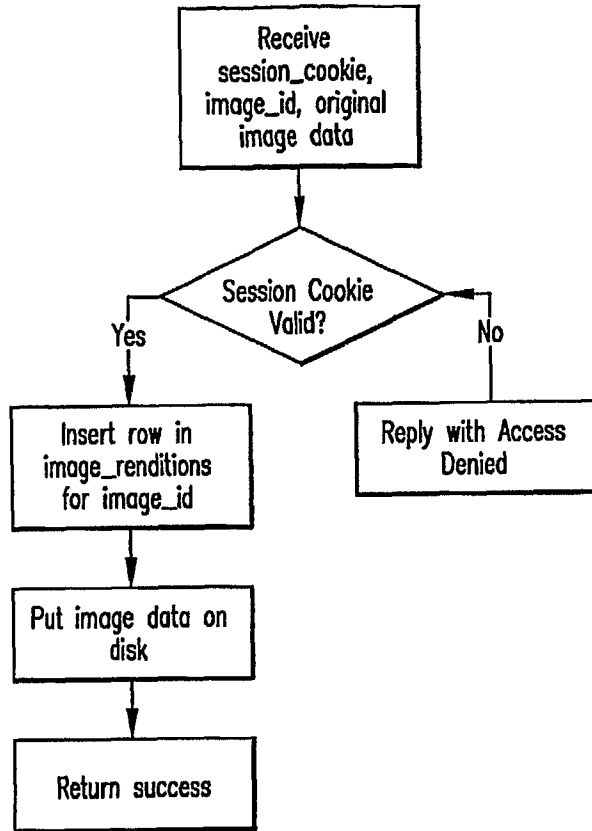 Receive
session_cookie,
image_id, original
image data
Session Cookie
Valid?
Yes
No
Insert row in
image_renditions
for image_id
Reply with Access
Denied
Put image data on
disk
Return success